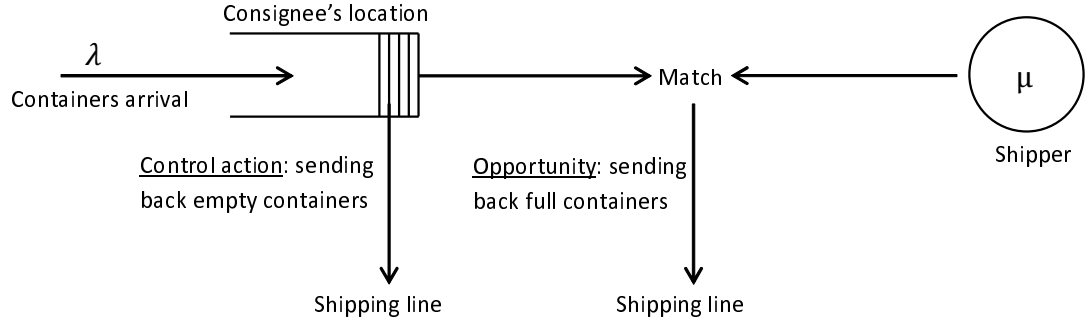 Consignee's location
λ
Containers arrival
Match
μ
Shipper
Control action: sending
back empty containers
Opportunity: sending
back full containers
Shipping line
Shipping line